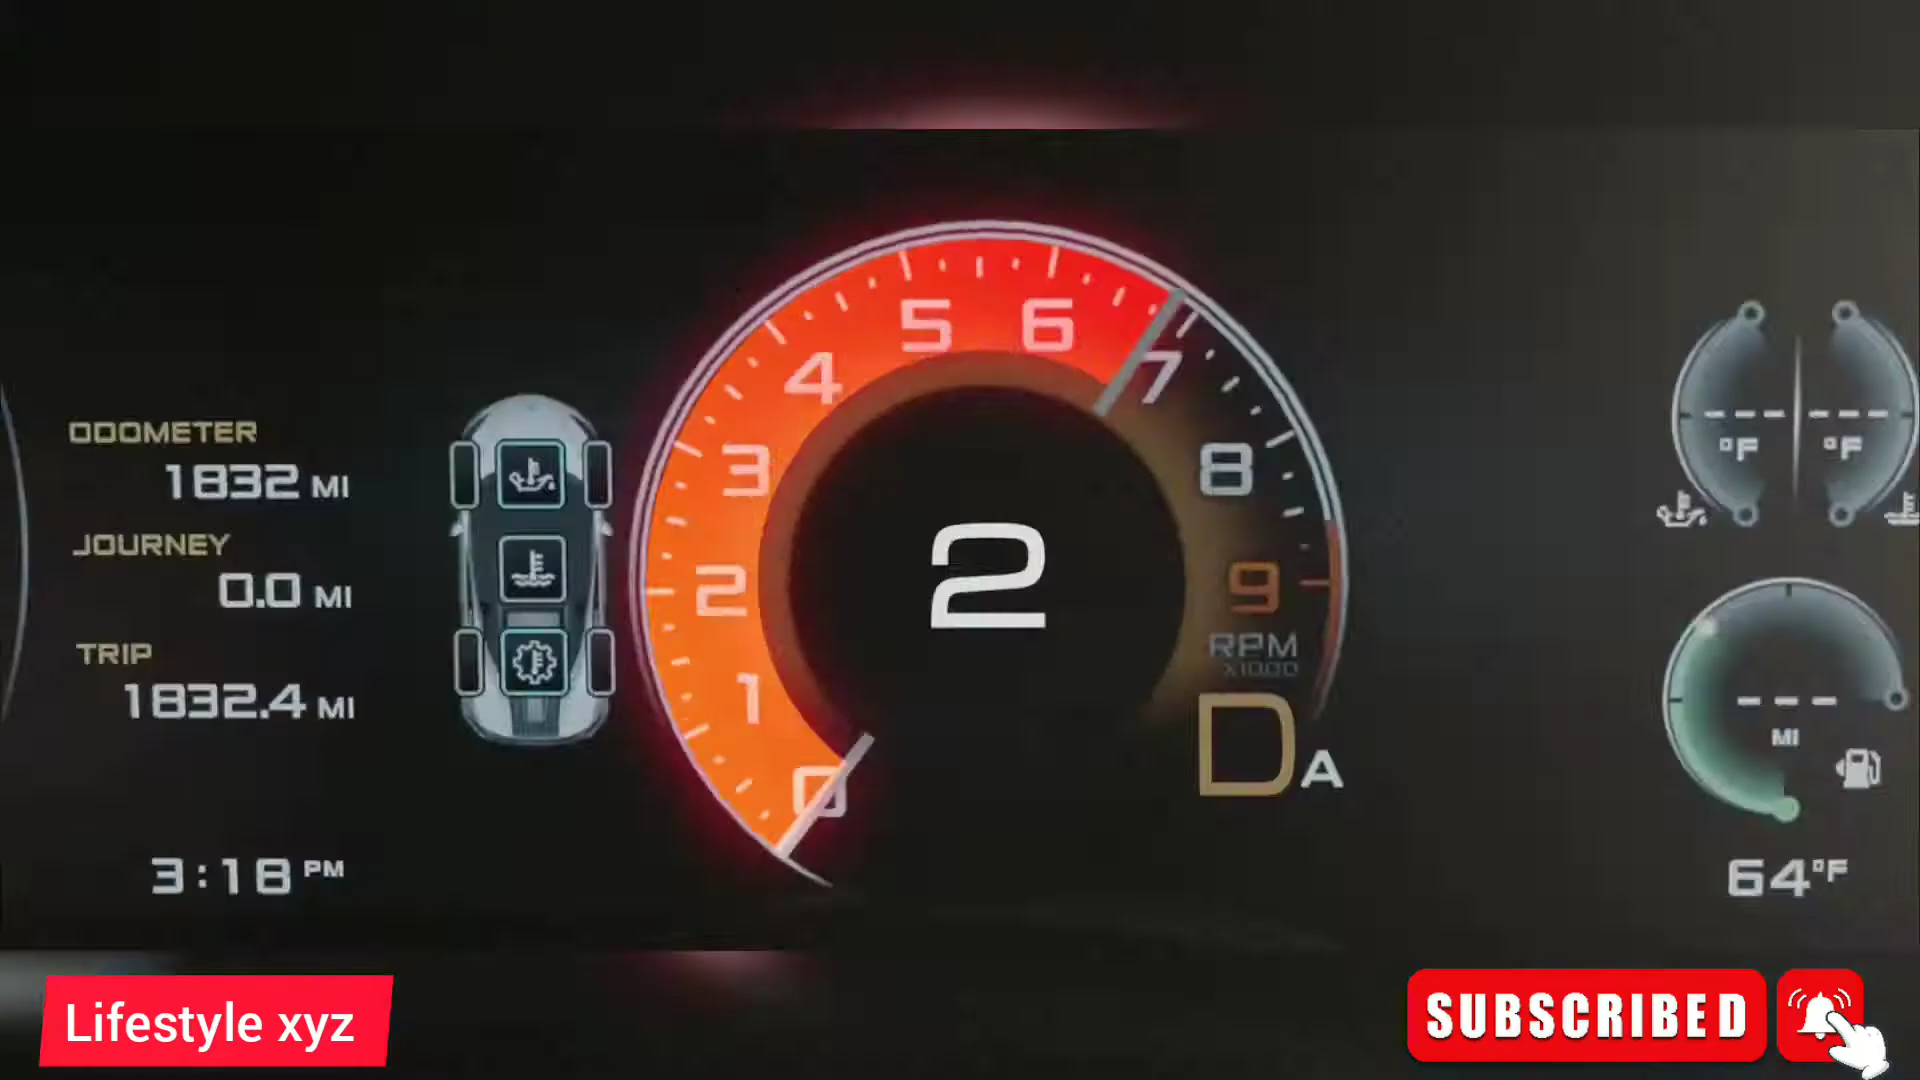 ODOMETER
1832 MI
JOURNEY
0.0 MI
TRIP
1832.4 MI
3:18 PM
0
1
2
3
4
5
6
7
8
9
RPM
X1000
2
D A
--- °F
--- °F
--- MI
64°F
Lifestyle xyz
SUBSCRIBED